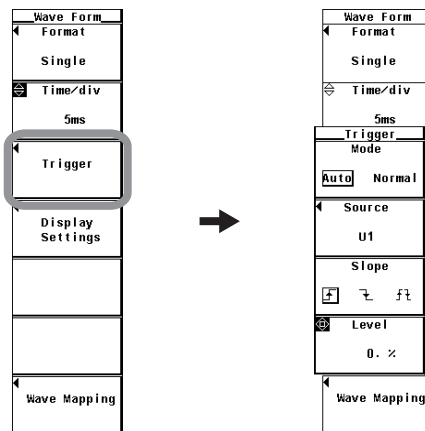 Wave Form
Format
Single
Time/div
5ms
Trigger
Display
Settings
Wave Mapping
Wave Form
Format
Single
Time/div
5ms
Trigger
Mode
Auto Normal
Source
U1
Slope
Level
0. %
Wave Mapping